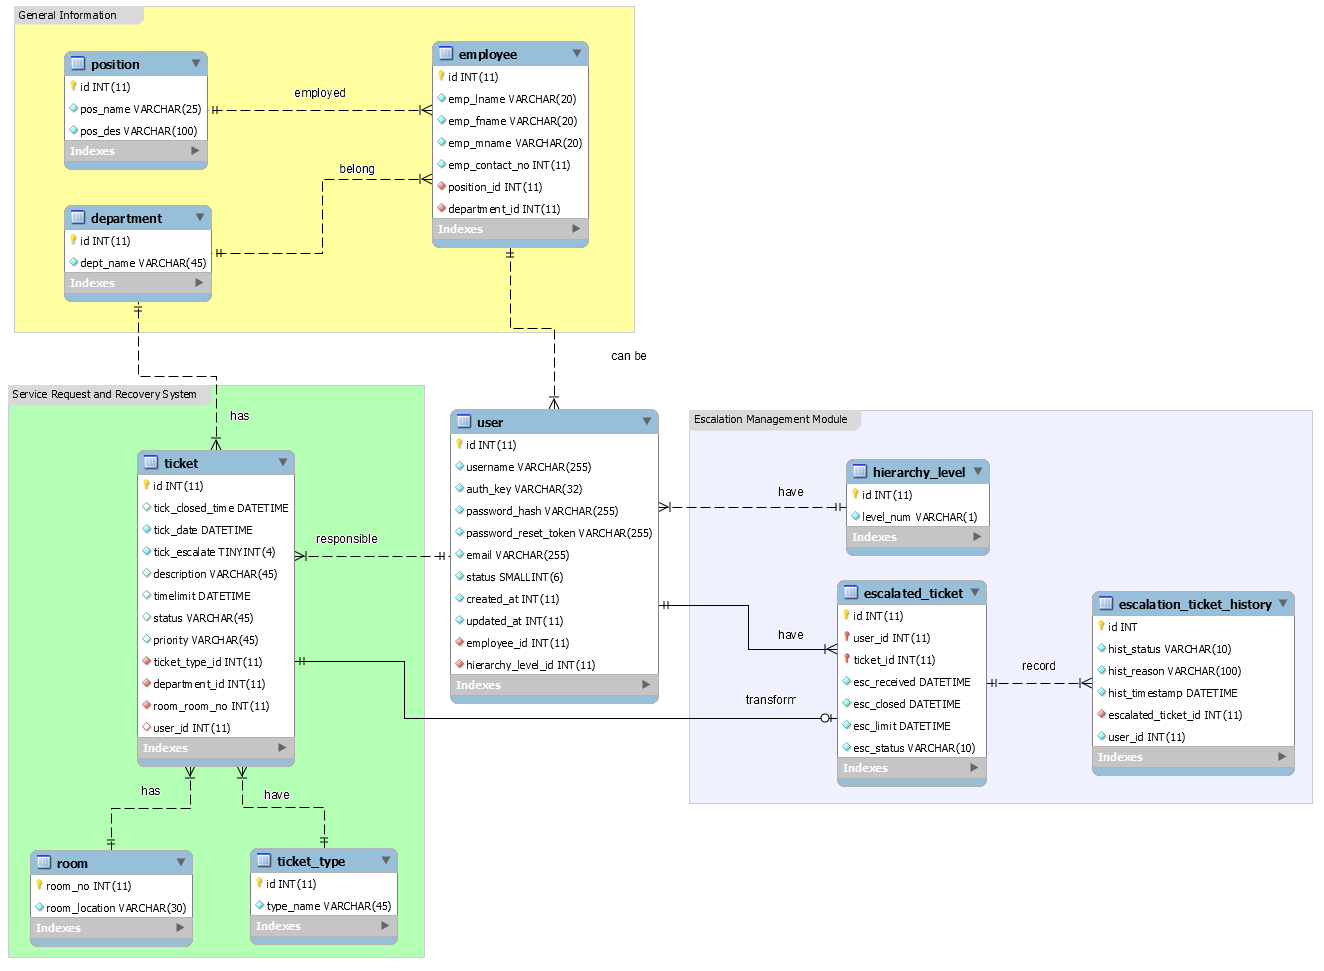 General Information
position
id INT(11)
pos_name VARCHAR(25)
pos_des VARCHAR(100)
Indexes
employed
employee
id INT(11)
emp_lname VARCHAR(20)
emp_fname VARCHAR(20)
emp_mname VARCHAR(20)
emp_contact_no INT(11)
position_id INT(11)
department_id INT(11)
Indexes
belong
department
id INT(11)
dept_name VARCHAR(45)
Indexes
can be
Service Request and Recovery System
has
ticket
id INT(11)
tick_closed_time DATETIME
tick_date DATETIME
tick_escalate TINYINT(4)
description VARCHAR(45)
timelimit DATETIME
status VARCHAR(45)
priority VARCHAR(45)
ticket_type_id INT(11)
department_id INT(11)
room_room_no INT(11)
user_id INT(11)
Indexes
responsible
user
id INT(11)
username VARCHAR(255)
auth_key VARCHAR(32)
password_hash VARCHAR(255)
password_reset_token VARCHAR(255)
email VARCHAR(255)
status SMALLINT(6)
created_at INT(11)
updated_at INT(11)
employee_id INT(11)
hierarchy_level_id INT(11)
Indexes
Escalation Management Module
have
hierarchy_level
id INT(11)
level_num VARCHAR(1)
Indexes
have
transform
escalated_ticket
id INT(11)
user_id INT(11)
ticket_id INT(11)
esc_received DATETIME
esc_closed DATETIME
esc_limit DATETIME
esc_status VARCHAR(10)
Indexes
record
escalation_ticket_history
id INT
hist_status VARCHAR(10)
hist_reason VARCHAR(100)
hist_timestamp DATETIME
escalated_ticket_id INT(11)
user_id INT(11)
Indexes
has
have
room
room_no INT(11)
room_location VARCHAR(30)
Indexes
ticket_type
id INT(11)
type_name VARCHAR(45)
Indexes